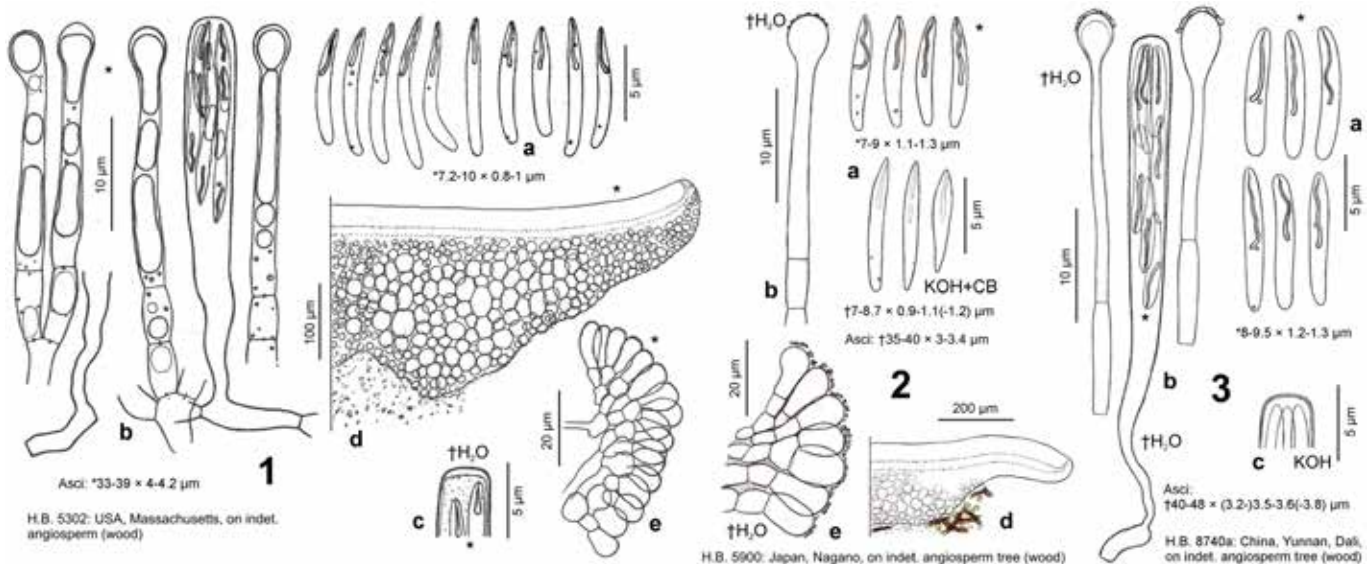 *
10 µm
5 µm
a
*7.2-10 × 0.8-1 µm
*
100 µm
d
b
Asci: *33-39 × 4-4.2 µm
1
†H2O
c
5 µm
*
20 µm
*
e
H.B. 5302: USA, Massachusetts, on indet.
angiosperm (wood)
†H2O
*
10 µm
*7-9 × 1.1-1.3 µm
a
5 µm
b
KOH+CB
†7-8.7 × 0.9-1.1(-1.2) µm
Asci: †35-40 × 3-3.4 µm
20 µm
2
200 µm
†H2O
e
d
H.B. 5900: Japan, Nagano, on indet. angiosperm tree (wood)
†H2O
*
a
5 µm
10 µm
*
*8-9.5 × 1.2-1.3 µm
b
3
†H2O
c
KOH
5 µm
Asci:
†40-48 × (3.2-)3.5-3.6(-3.8) µm
H.B. 8740a: China, Yunnan, Dali,
on indet. angiosperm tree (wood)